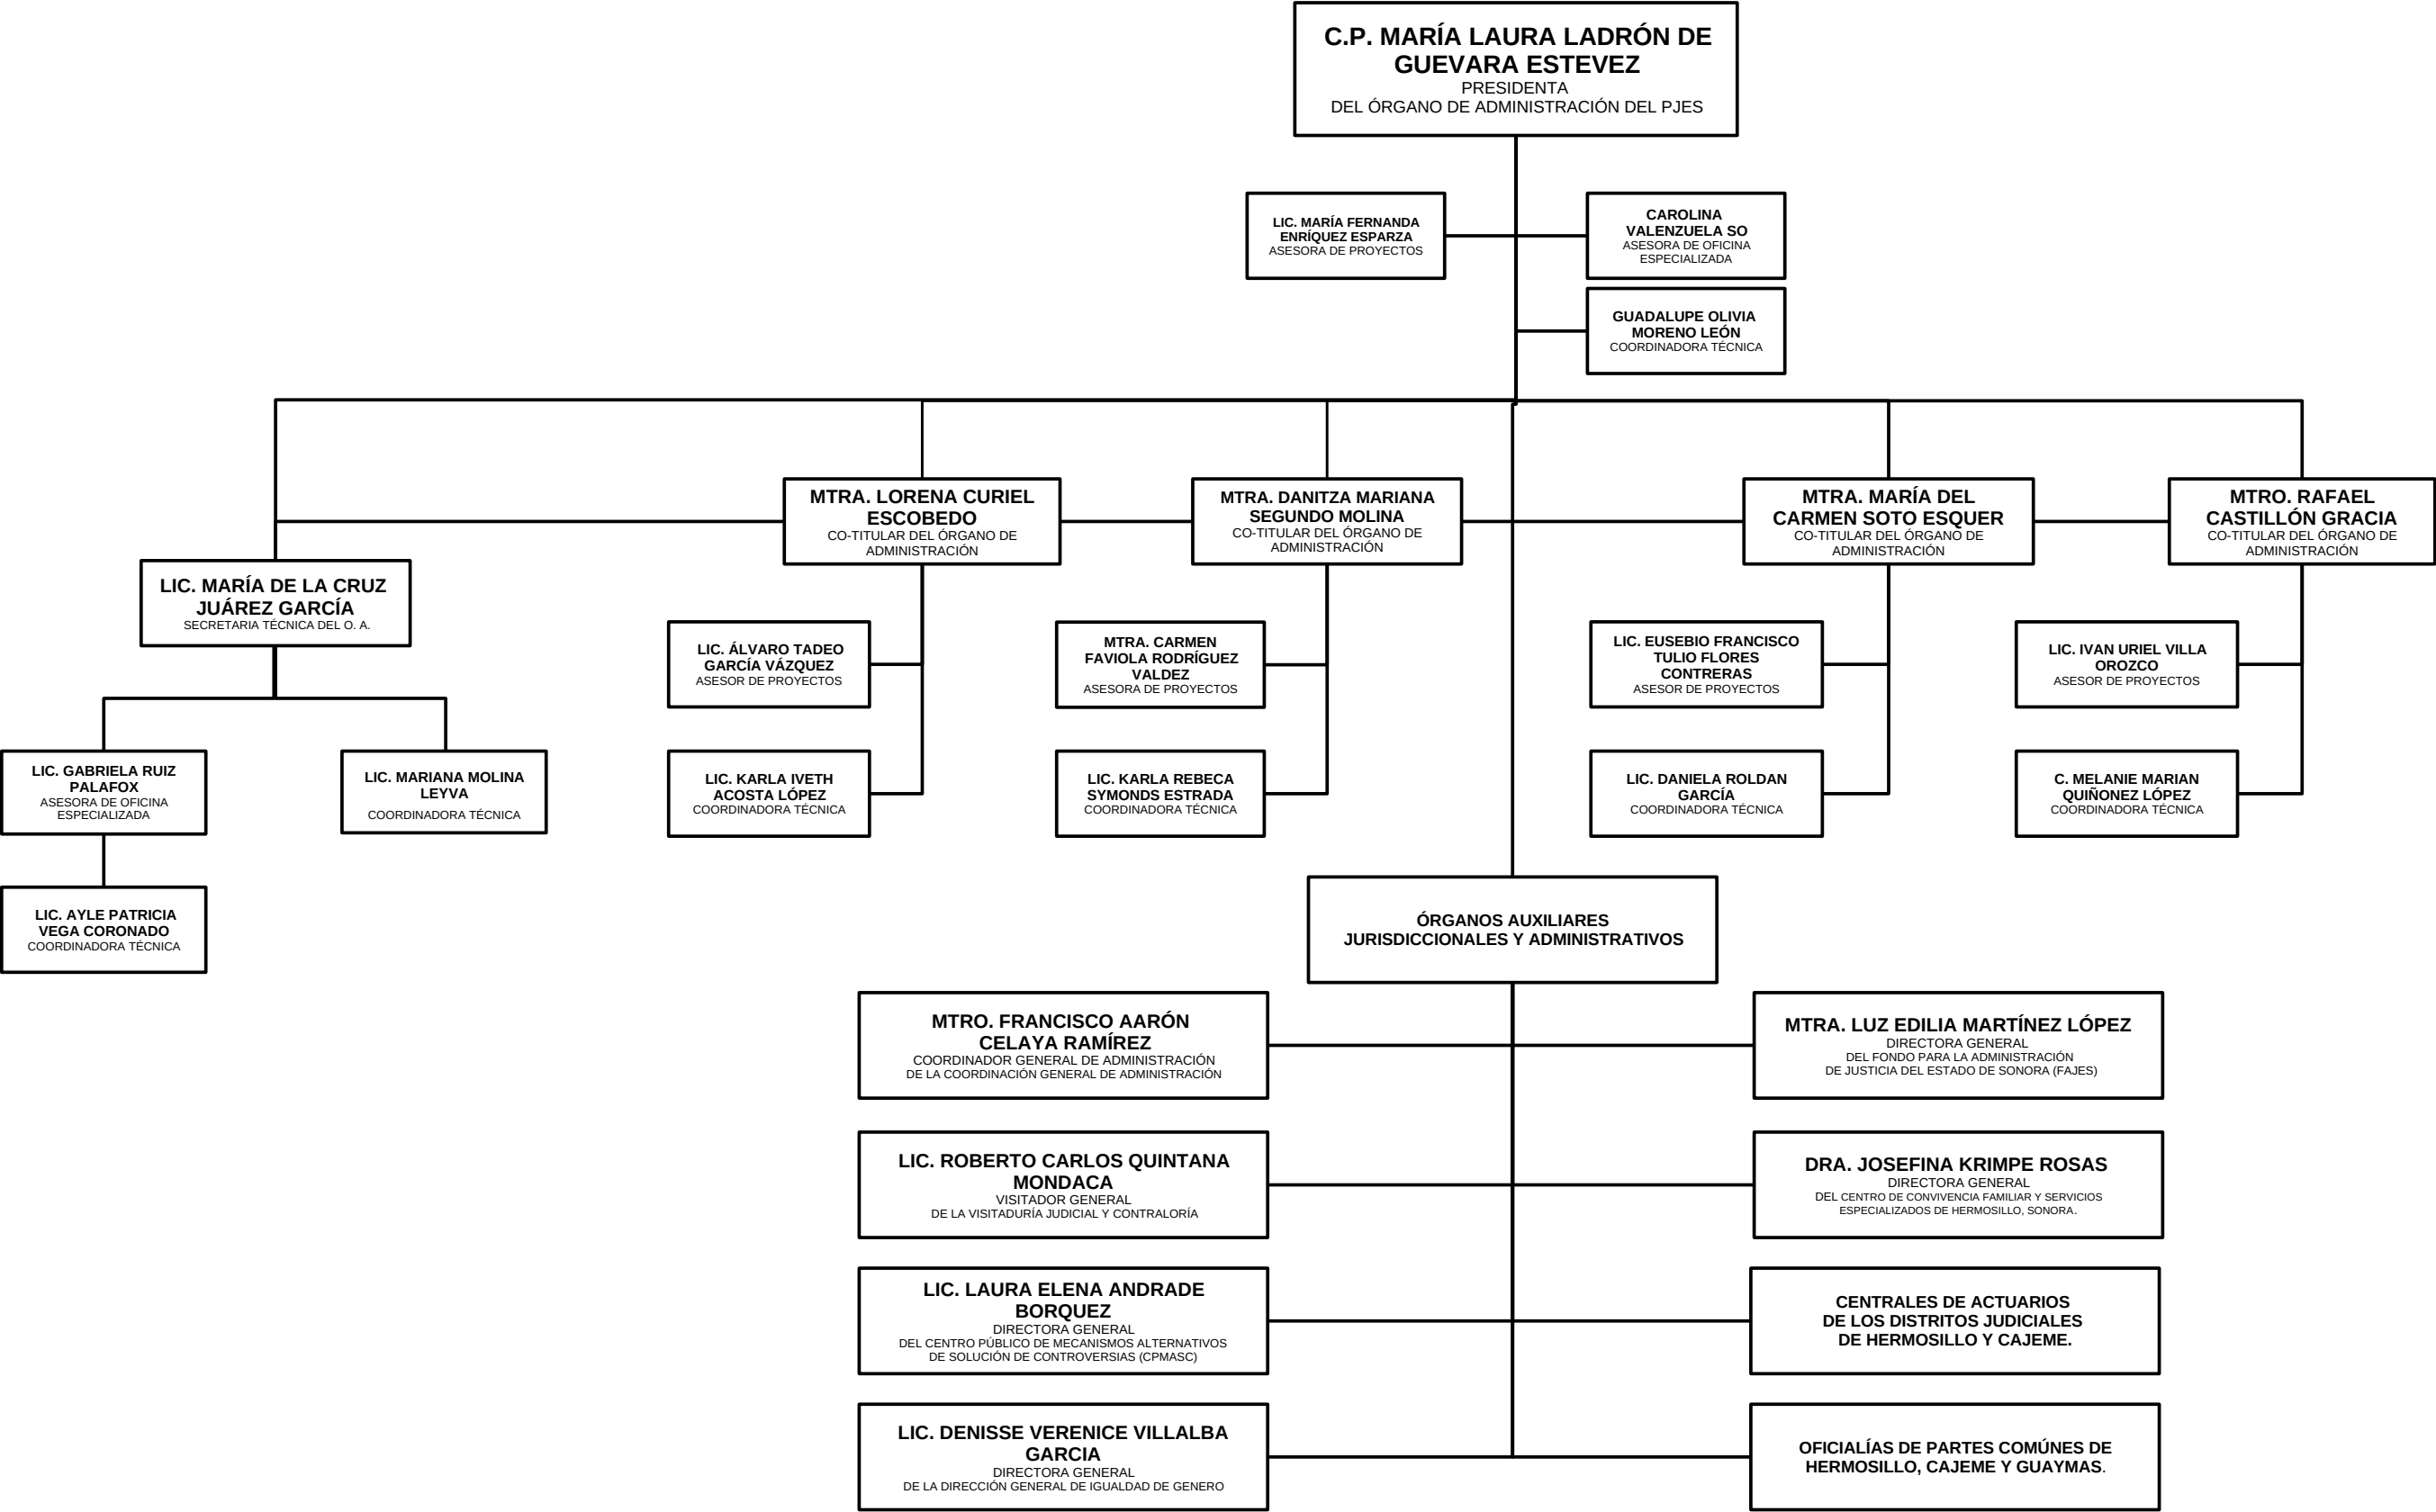 C.P. MARÍA LAURA LADRÓN DE
GUEVARA ESTEVEZ
PRESIDENTA
DEL ÓRGANO DE ADMINISTRACIÓN DEL PJES
LIC. MARÍA FERNANDA
ENRÍQUEZ ESPARZA
ASESORA DE PROYECTOS
CAROLINA
VALENZUELA SO
ASESORA DE OFICINA
ESPECIALIZADA
GUADALUPE OLIVIA
MORENO LEÓN
COORDINADORA TÉCNICA
MTRA. LORENA CURIEL
ESCOBEDO
CO-TITULAR DEL ÓRGANO DE
ADMINISTRACIÓN
MTRA. DANITZA MARIANA
SEGUNDO MOLINA
CO-TITULAR DEL ÓRGANO DE
ADMINISTRACIÓN
MTRA. MARÍA DEL
CARMEN SOTO ESQUER
CO-TITULAR DEL ÓRGANO DE
ADMINISTRACIÓN
MTRO. RAFAEL
CASTILLÓN GRACIA
CO-TITULAR DEL ÓRGANO DE
ADMINISTRACIÓN
LIC. MARÍA DE LA CRUZ
JUÁREZ GARCÍA
SECRETARIA TÉCNICA DEL O. A.
LIC. ÁLVARO TADEO
GARCÍA VÁZQUEZ
ASESOR DE PROYECTOS
MTRA. CARMEN
FAVIOLA RODRÍGUEZ
VALDEZ
ASESORA DE PROYECTOS
LIC. EUSEBIO FRANCISCO
TULIO FLORES
CONTRERAS
ASESOR DE PROYECTOS
LIC. IVAN URIEL VILLA
OROZCO
ASESOR DE PROYECTOS
LIC. GABRIELA RUIZ
PALAFOX
ASESORA DE OFICINA
ESPECIALIZADA
LIC. MARIANA MOLINA
LEYVA
COORDINADORA TÉCNICA
LIC. KARLA IVETH
ACOSTA LÓPEZ
COORDINADORA TÉCNICA
LIC. KARLA REBECA
SYMONDS ESTRADA
COORDINADORA TÉCNICA
LIC. DANIELA ROLDAN
GARCÍA
COORDINADORA TÉCNICA
C. MELANIE MARIAN
QUIÑONEZ LÓPEZ
COORDINADORA TÉCNICA
LIC. AYLE PATRICIA
VEGA CORONADO
COORDINADORA TÉCNICA
ÓRGANOS AUXILIARES
JURISDICCIONALES Y ADMINISTRATIVOS
MTRO. FRANCISCO AARÓN
CELAYA RAMÍREZ
COORDINADOR GENERAL DE ADMINISTRACIÓN
DE LA COORDINACIÓN GENERAL DE ADMINISTRACIÓN
MTRA. LUZ EDILIA MARTÍNEZ LÓPEZ
DIRECTORA GENERAL
DEL FONDO PARA LA ADMINISTRACIÓN
DE JUSTICIA DEL ESTADO DE SONORA (FAJES)
LIC. ROBERTO CARLOS QUINTANA
MONDACA
VISITADOR GENERAL
DE LA VISITADURÍA JUDICIAL Y CONTRALORÍA
DRA. JOSEFINA KRIMPE ROSAS
DIRECTORA GENERAL
DEL CENTRO DE CONVIVENCIA FAMILIAR Y SERVICIOS
ESPECIALIZADOS DE HERMOSILLO, SONORA.
LIC. LAURA ELENA ANDRADE
BORQUEZ
DIRECTORA GENERAL
DEL CENTRO PÚBLICO DE MECANISMOS ALTERNATIVOS
DE SOLUCIÓN DE CONTROVERSIAS (CPMASC)
CENTRALES DE ACTUARIOS
DE LOS DISTRITOS JUDICIALES
DE HERMOSILLO Y CAJEME.
LIC. DENISSE VERENICE VILLALBA
GARCIA
DIRECTORA GENERAL
DE LA DIRECCIÓN GENERAL DE IGUALDAD DE GENERO
OFICIALÍAS DE PARTES COMÚNES DE
HERMOSILLO, CAJEME Y GUAYMAS.